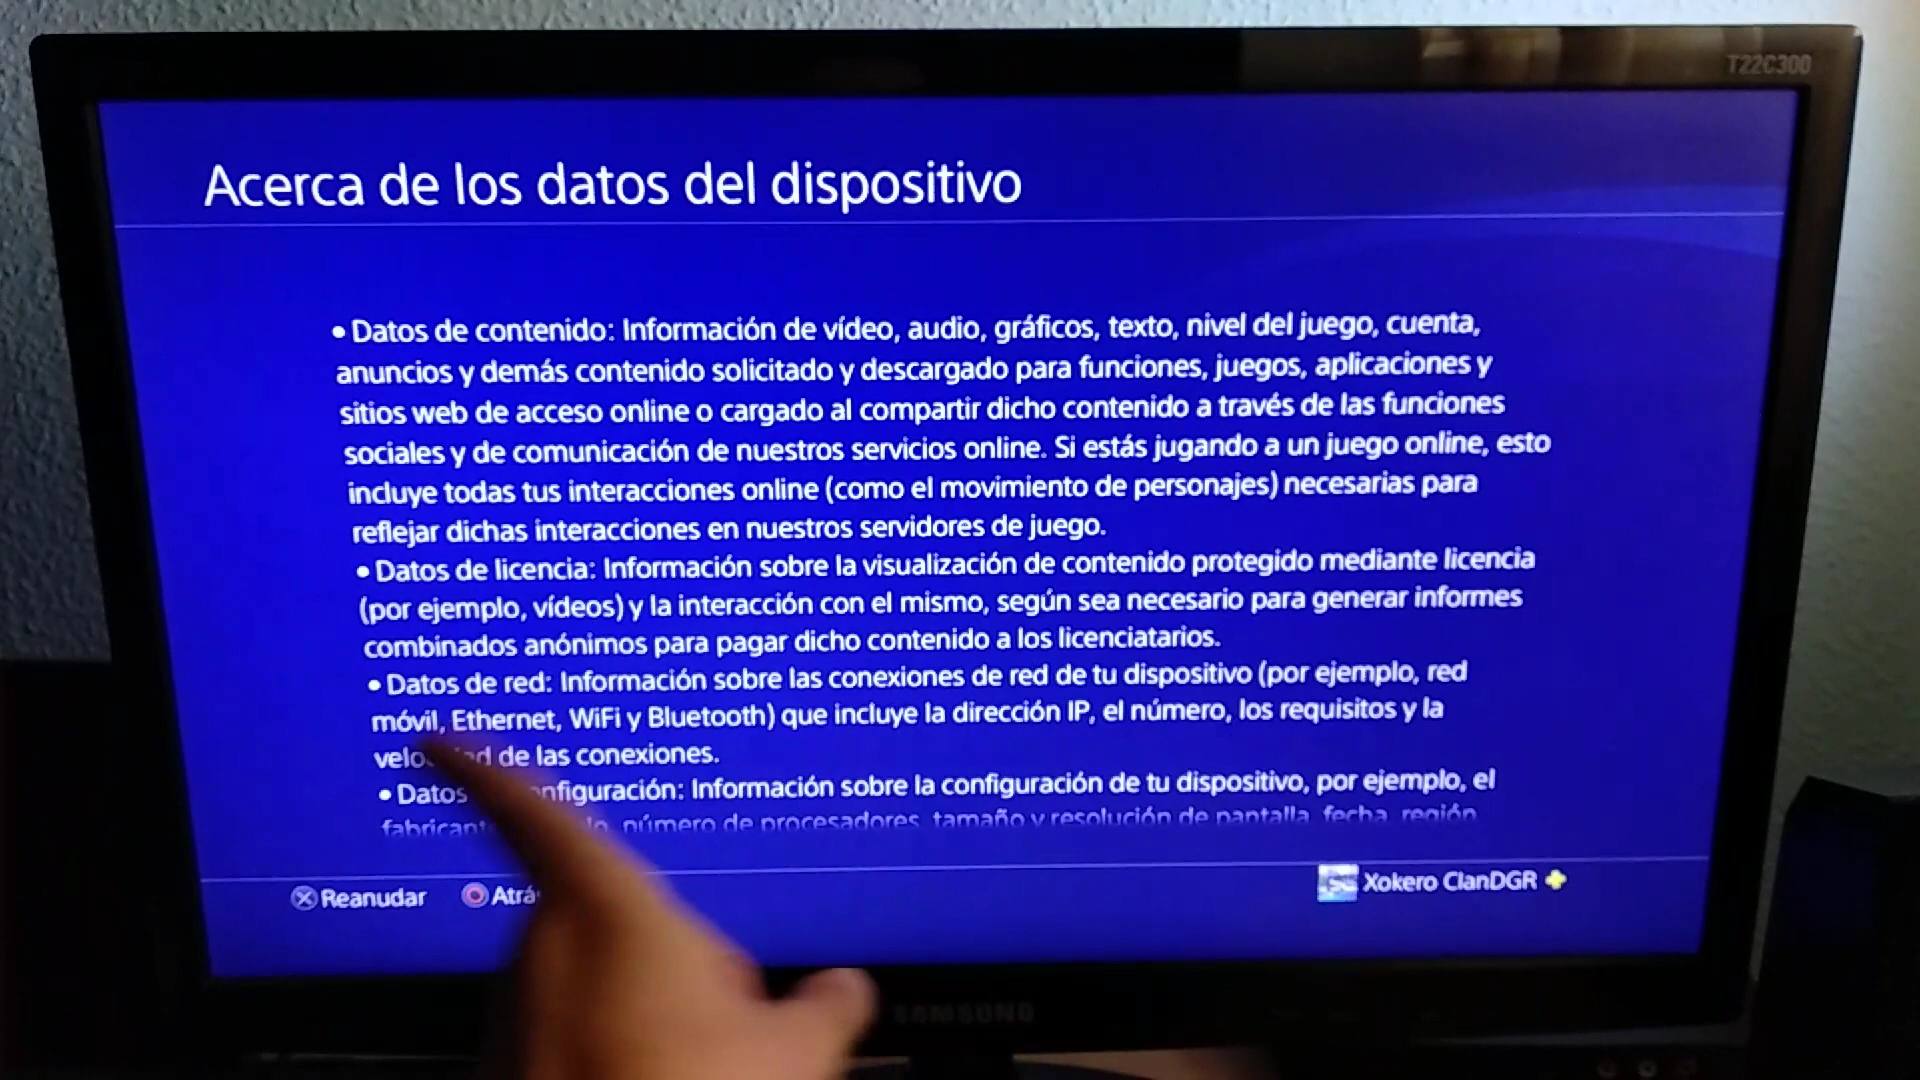 T22C300
Acerca de los datos del dispositivo
• Datos de contenido: Información de vídeo, audio, gráficos, texto, nivel del juego, cuenta,
anuncios y demás contenido solicitado y descargado para funciones, juegos, aplicaciones y
sitios web de acceso online o cargado al compartir dicho contenido a través de las funciones
sociales y de comunicación de nuestros servicios online. Si estás jugando a un juego online, esto
incluye todas tus interacciones online (como el movimiento de personajes) necesarias para
reflejar dichas interacciones en nuestros servidores de juego.
• Datos de licencia: Información sobre la visualización de contenido protegido mediante licencia
(por ejemplo, vídeos) y la interacción con el mismo, según sea necesario para generar informes
combinados anónimos para pagar dicho contenido a los licenciatarios.
• Datos de red: Información sobre las conexiones de red de tu dispositivo (por ejemplo, red
móvil, Ethernet, WiFi y Bluetooth) que incluye la dirección IP, el número, los requisitos y la
de las conexiones.
• Datos Información sobre la configuración de tu dispositivo, por ejemplo, el
número de procesadores, tamaño y resolución de pantalla, fecha, región
Reanudar Xokero ClanDGR
SAMSUNG